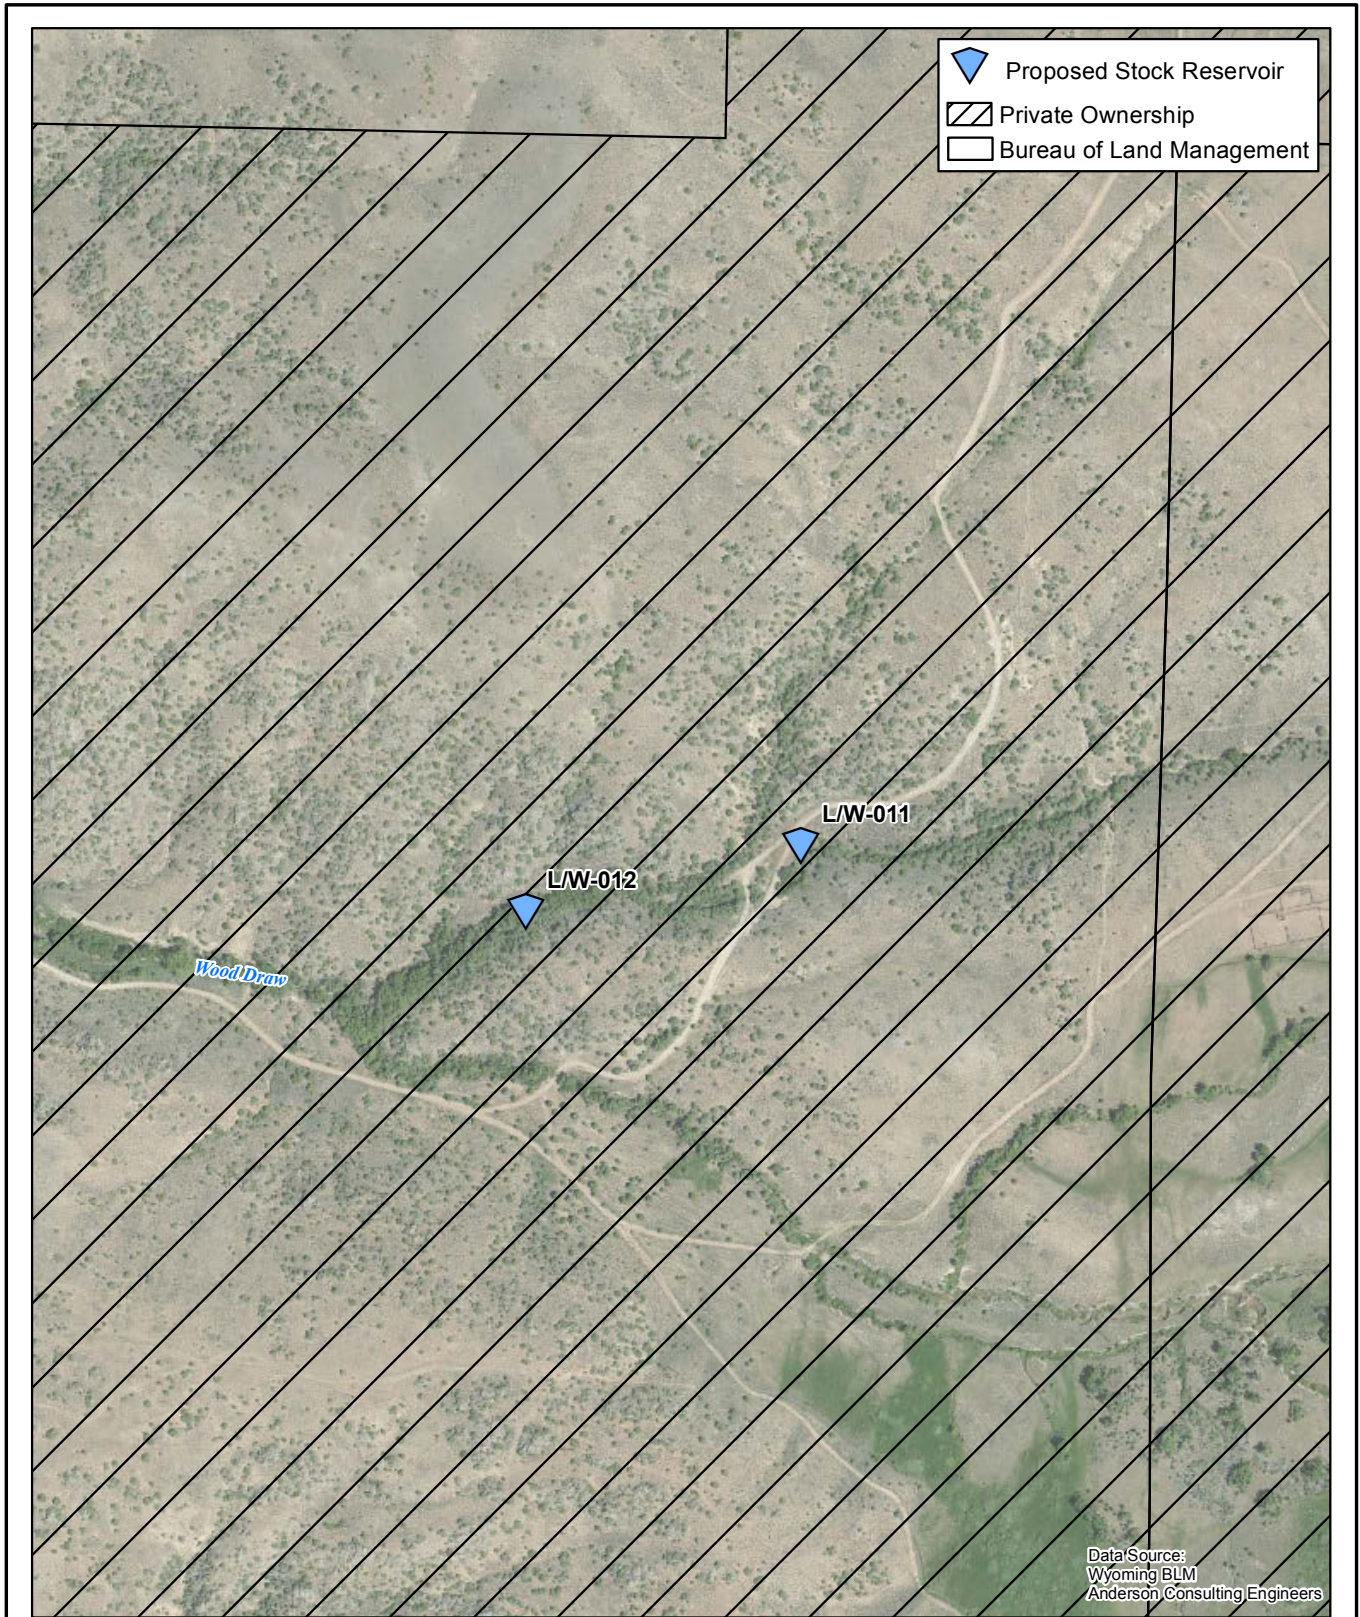 Proposed Stock Reservoir
Private Ownership
Bureau of Land Management
L/W-011
L/W-012
Wood Draw
Data Source:
Wyoming BLM
Anderson Consulting Engineers